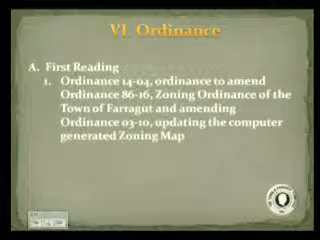 VI. Ordinance
A. First Reading
1. Ordinance 14-04, ordinance to amend
Ordinance 86-16, Zoning Ordinance of the
Town of Farragut and amending
Ordinance 03-10, updating the computer
generated Zoning Map